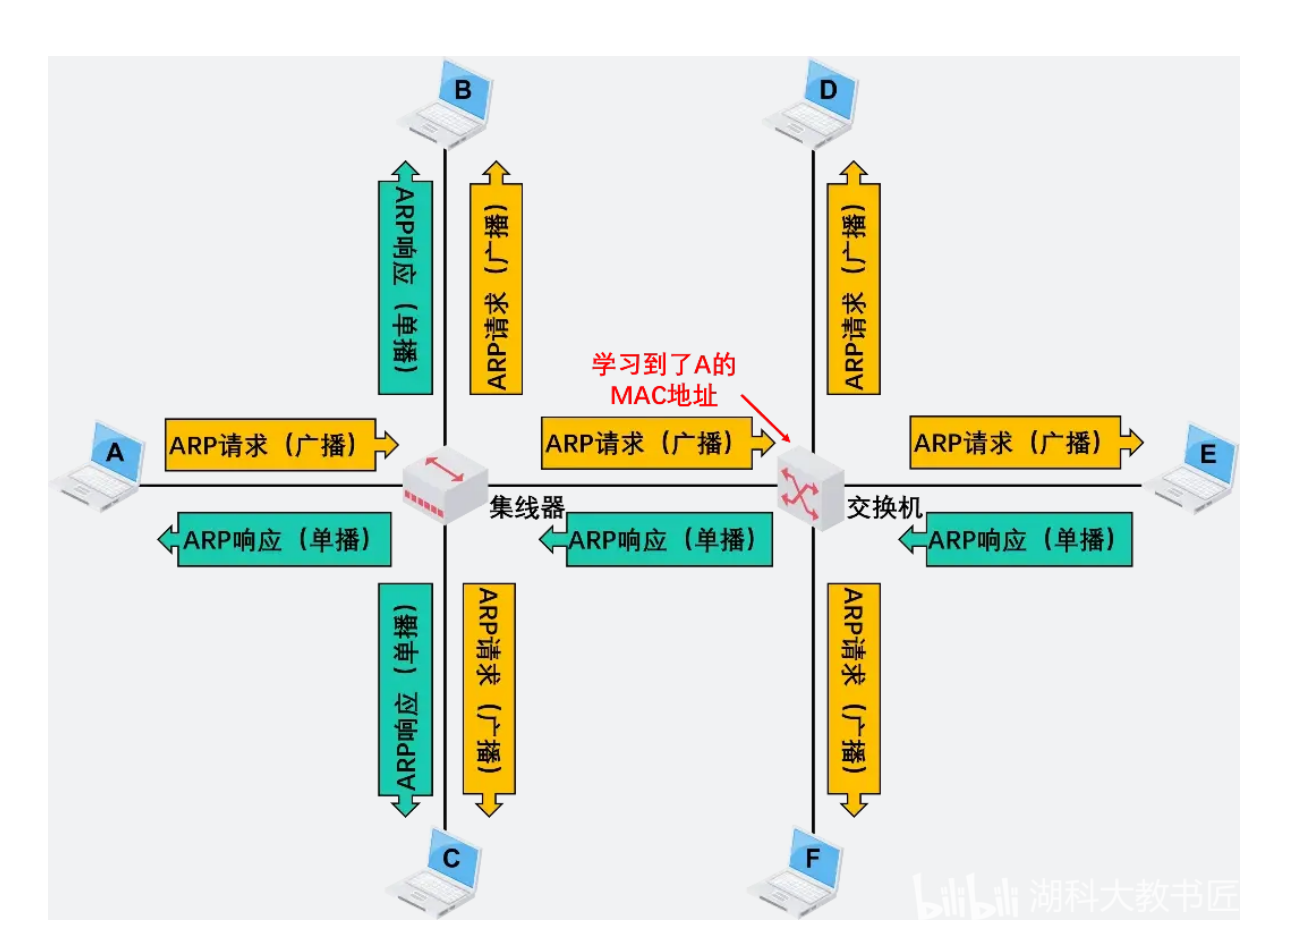 B
D
ARP响应（单播）
ARP请求（广播）
ARP请求（广播）
学习到了A的
MAC地址
A
ARP请求（广播）
ARP请求（广播）
ARP请求（广播）
E
集线器
交换机
ARP响应（单播）
ARP响应（单播）
ARP响应（单播）
ARP响应（单播）
ARP请求（广播）
ARP请求（广播）
C
F
bilibili 湖科大教书匠